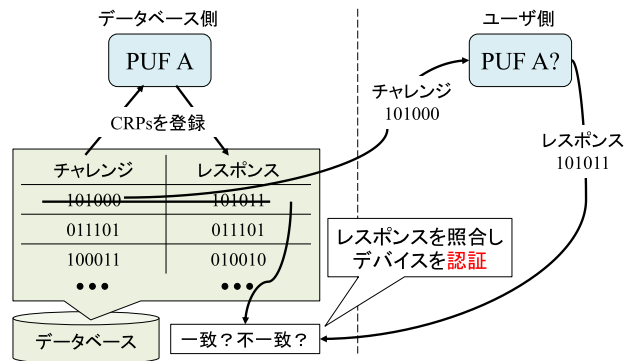 データベース側
ユーザ側
PUF A
PUF A?
CRPsを登録
チャレンジ
101000
レスポンス
101011
チャレンジ レスポンス
101000 101011
011101 011101
100011 010010
●●● ●●●
レスポンスを照合し
デバイスを認証
データベース
一致？不一致？